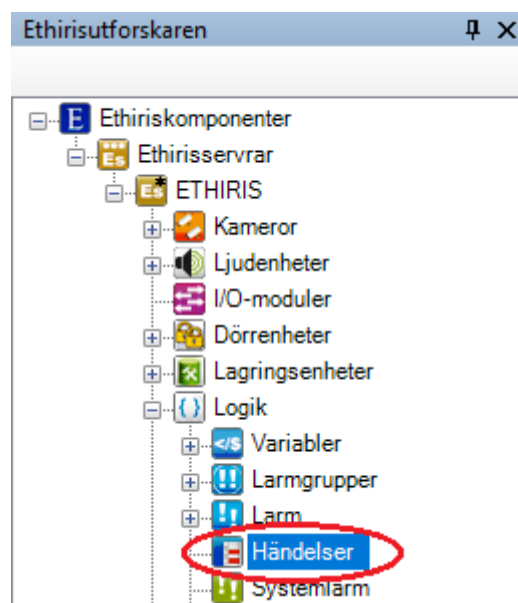 Ethirisutforskaren
Ethiriskomponenter
Ethirisservrar
ETHIRIS
Kameror
Ljudenheter
I/O-moduler
Dörrenheter
Lagringsenheter
Logik
Variabler
Larmgrupper
Larm
Händelser
Systemlarm